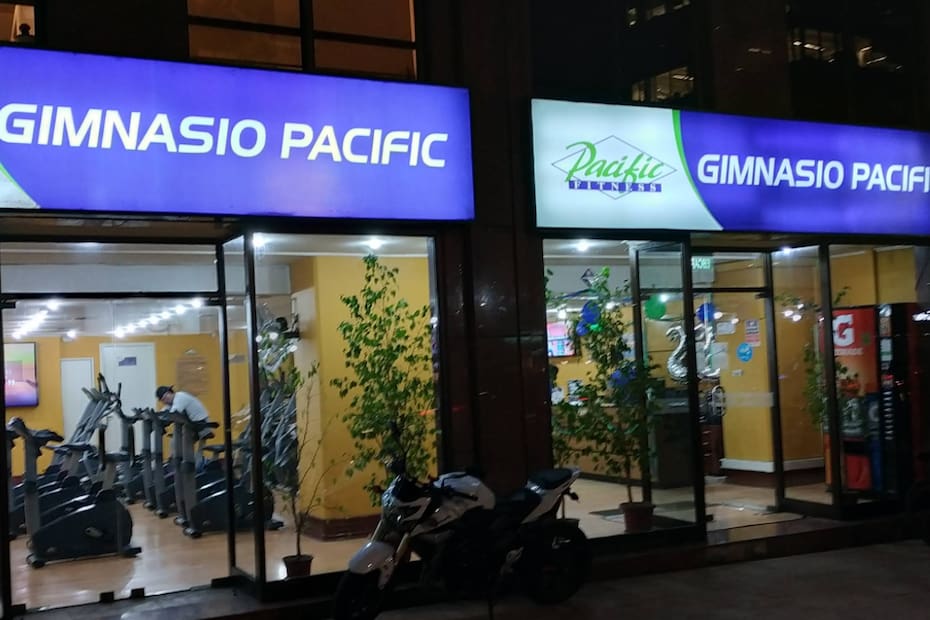 GIMNASIO PACIFIC
Pacific
FITNESS
GIMNASIO PACIFI
G